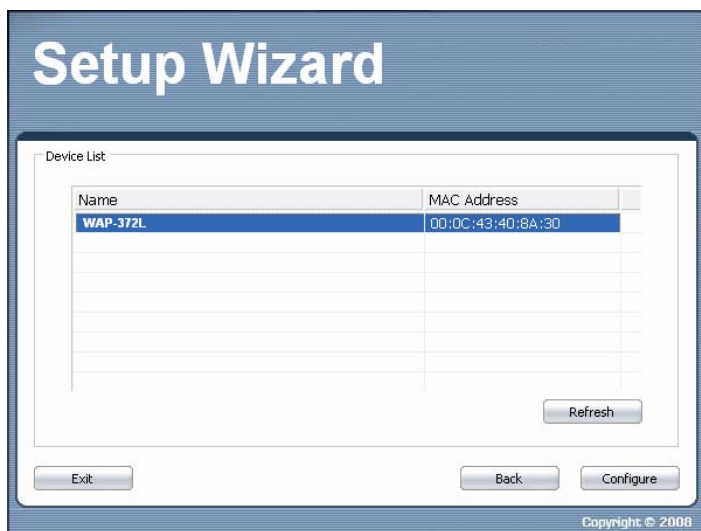 Setup Wizard
Device List
Name MAC Address
WAP-372L 00:0C:43:40:8A:30
Refresh
Exit Back Configure
Copyright © 2008